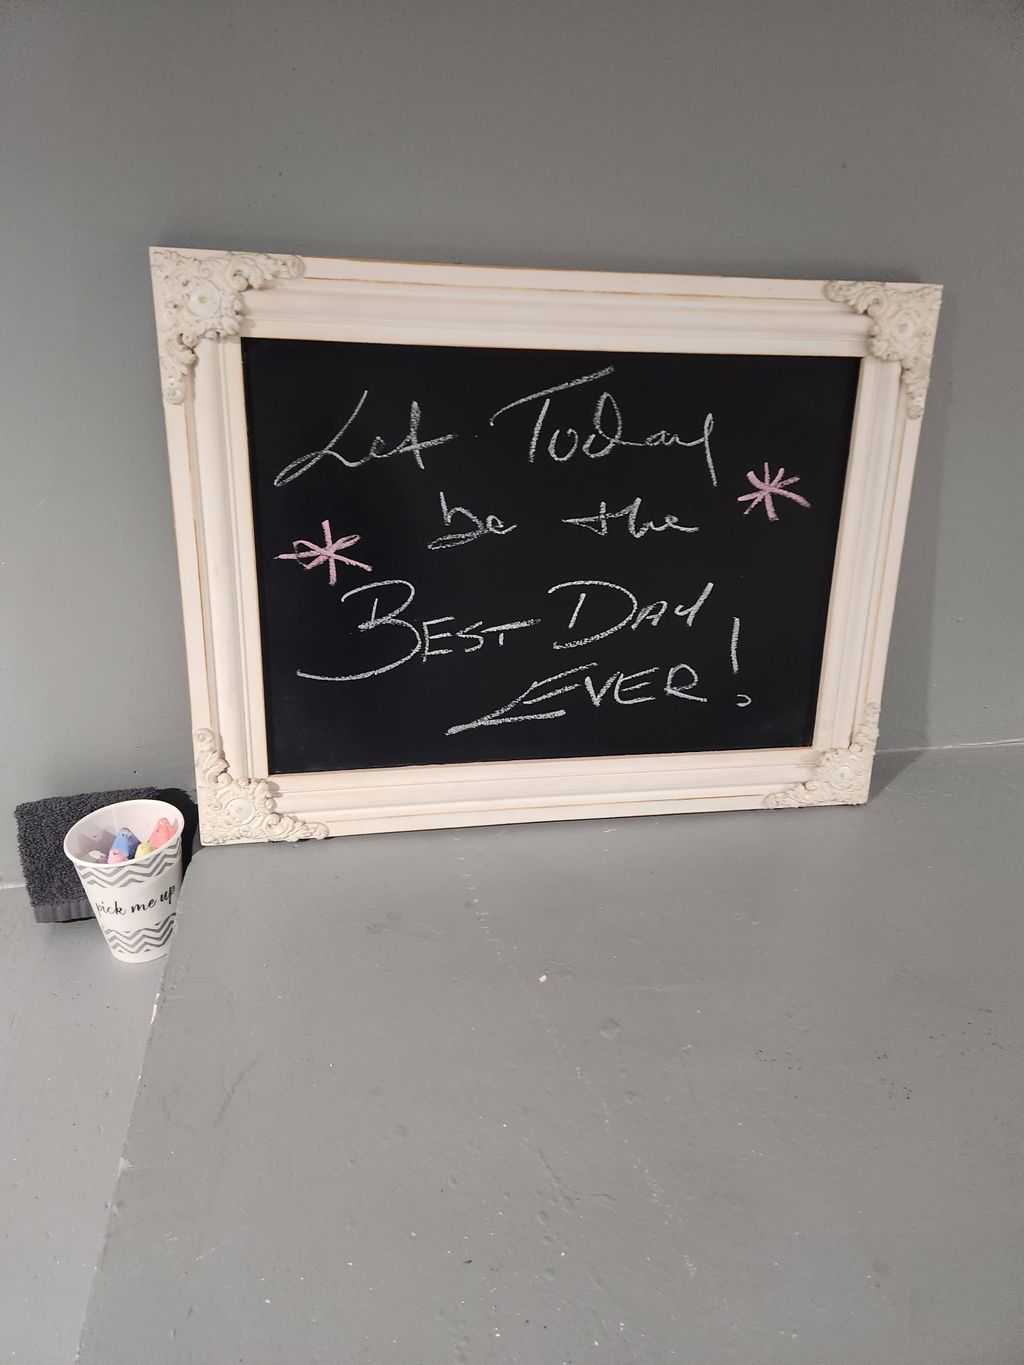 Let Today
be the
BEST DAY
EVER!
pick me up